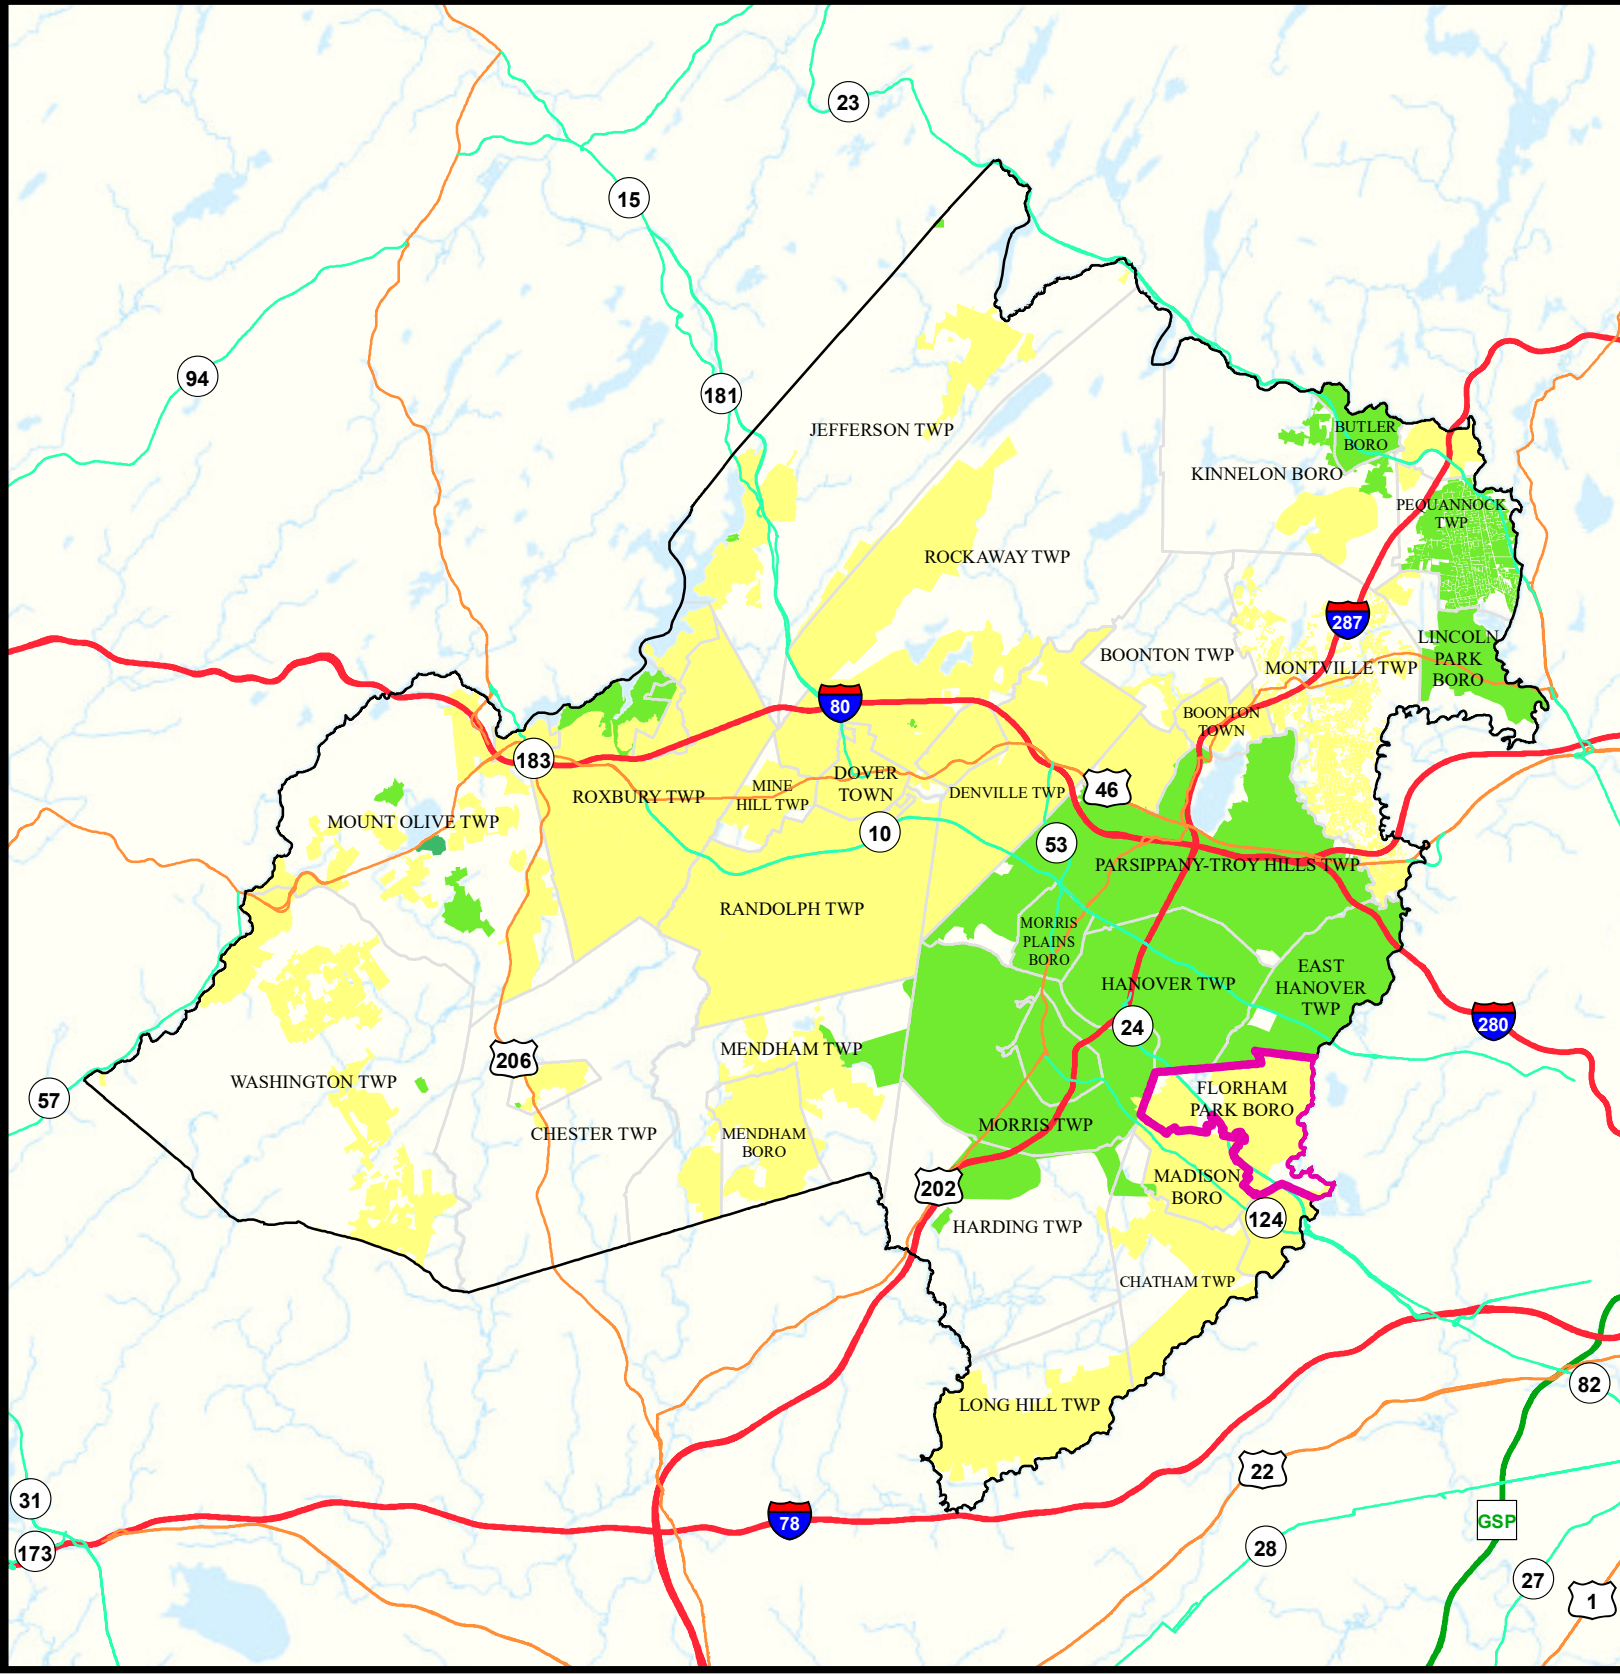 23
15
94
181
JEFFERSON TWP
BUTLER
BORO
KINNELON BORO
PEQUANNOCK
TWP
ROCKAWAY TWP
287
LINCOLN
PARK
BORO
BOONTON TWP
MONTVILLE TWP
80
BOONTON
TOWN
183
46
ROXBURY TWP
MINE
HILL TWP
DOVER
TOWN
DENVILLE TWP
MOUNT OLIVE TWP
10
53
PARSIPPANY-TROY HILLS TWP
RANDOLPH TWP
MORRIS
PLAINS
BORO
HANOVER TWP
EAST
HANOVER
TWP
24
280
206
MENDHAM TWP
WASHINGTON TWP
57
FLORHAM
PARK BORO
CHESTER TWP
MENDHAM
BORO
MORRIS TWP
202
MADISON
BORO
124
HARDING TWP
CHATHAM TWP
82
LONG HILL TWP
22
31
78
GSP
173
28
27
1